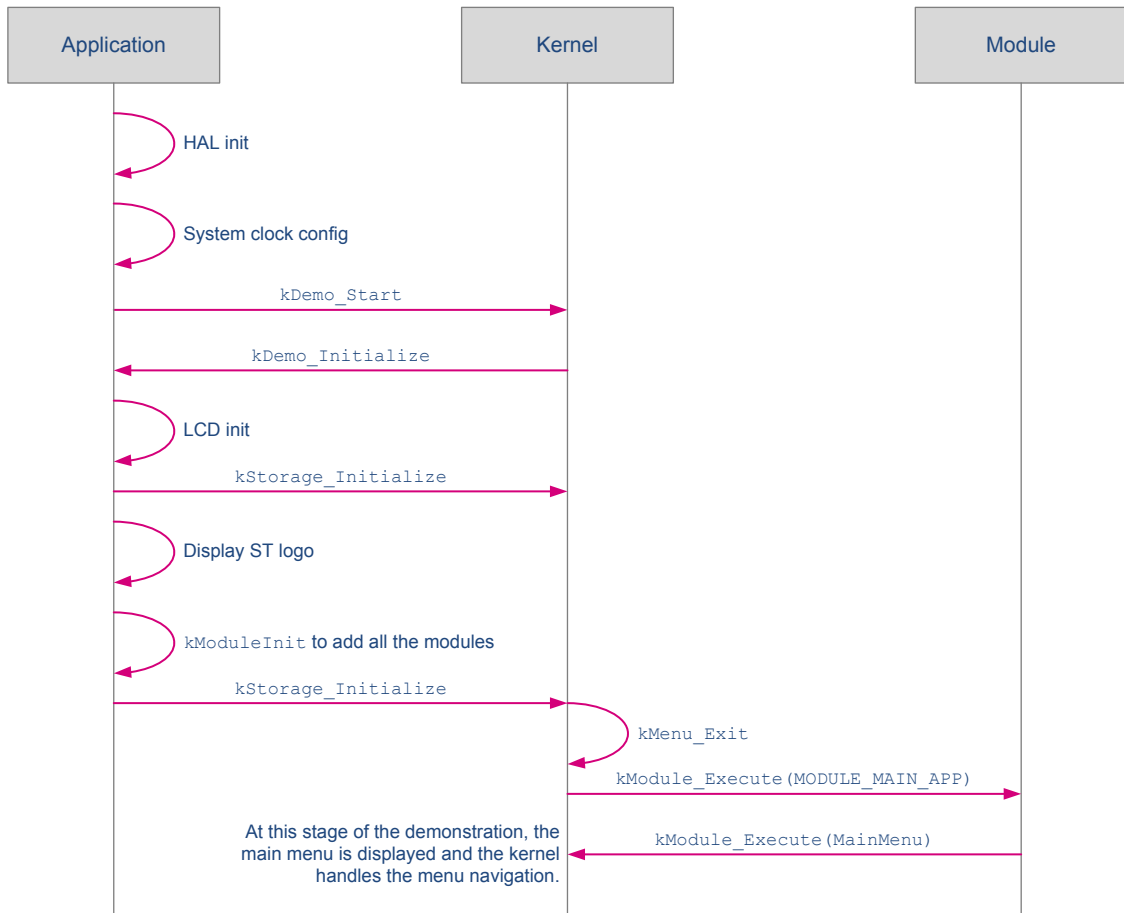 Application
Kernel
Module
HAL init
System clock config
kDemo_Start
kDemo_Initialize
LCD init
kStorage_Initialize
Display ST logo
kModuleInit to add all the modules
kStorage_Initialize
kMenu_Exit
kModule_Execute(MODULE_MAIN_APP)
At this stage of the demonstration, the
main menu is displayed and the kernel
handles the menu navigation.
kModule_Execute(MainMenu)